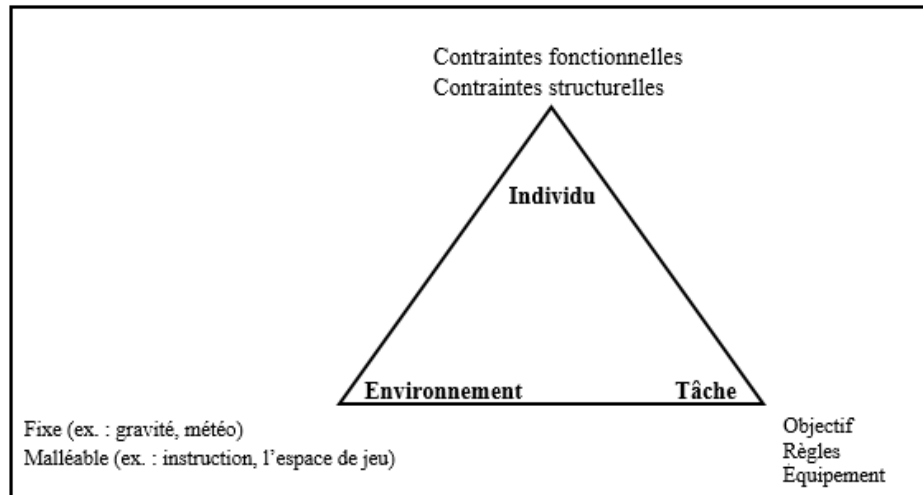 Contraintes fonctionnelles
Contraintes structurelles
Individu
Environnement
Tâche
Fixe (ex. : gravité, météo)
Malléable (ex. : instruction, l’espace de jeu)
Objectif
Règles
Équipement